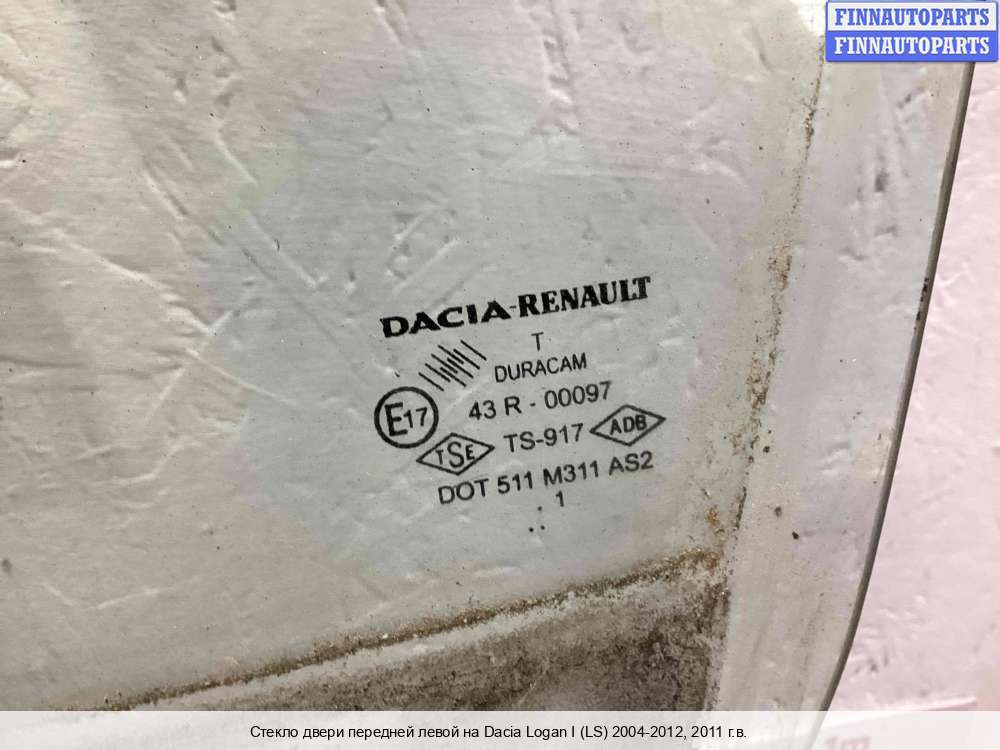 FINNAUTOPARTS
FINNAUTOPARTS
DACIA-RENAULT
T
DURACAM
E17
43 R - 00097
TSE
TS-917
ADB
DOT 511 M311 AS2
1
Стекло двери передней левой на Dacia Logan I (LS) 2004-2012, 2011 г.в.